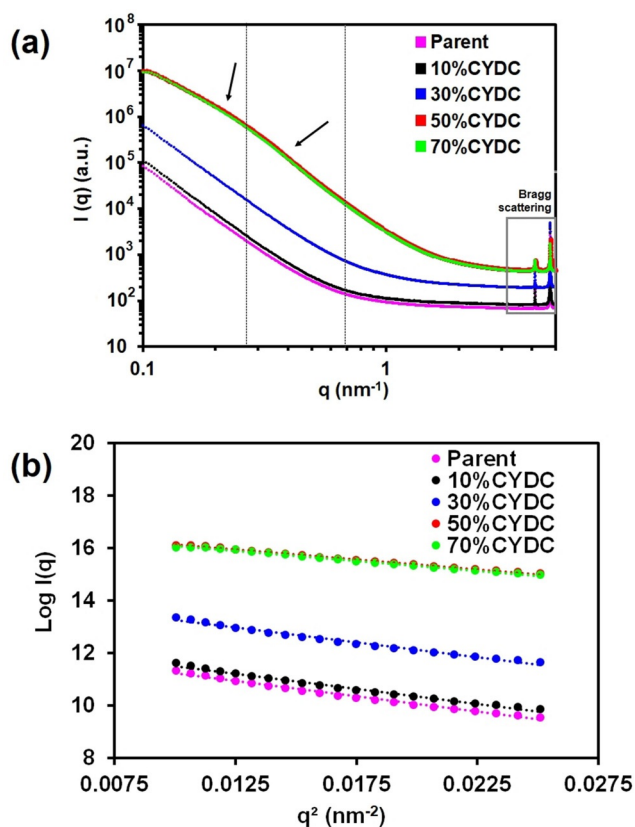 (a)
10⁸
10⁷
10⁶
10⁵
10⁴
10³
10²
10
I (q) (a.u.)
Parent
10%CYDC
30%CYDC
50%CYDC
70%CYDC
Bragg
scattering
0.1
1
q (nm⁻¹)
(b)
20
18
16
14
12
10
8
Log I(q)
Parent
10%CYDC
30%CYDC
50%CYDC
70%CYDC
0.0075
0.0125
0.0175
0.0225
0.0275
q² (nm⁻²)